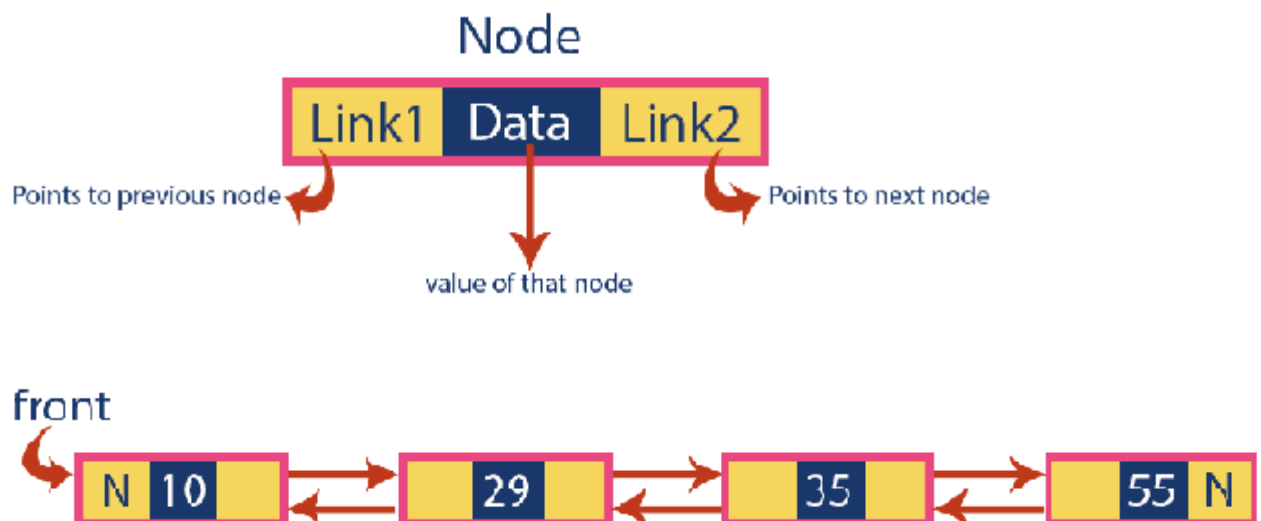 Node
Link1 Data Link2
Points to previous node
Points to next node
value of that node
front
N 10 29 35 55 N